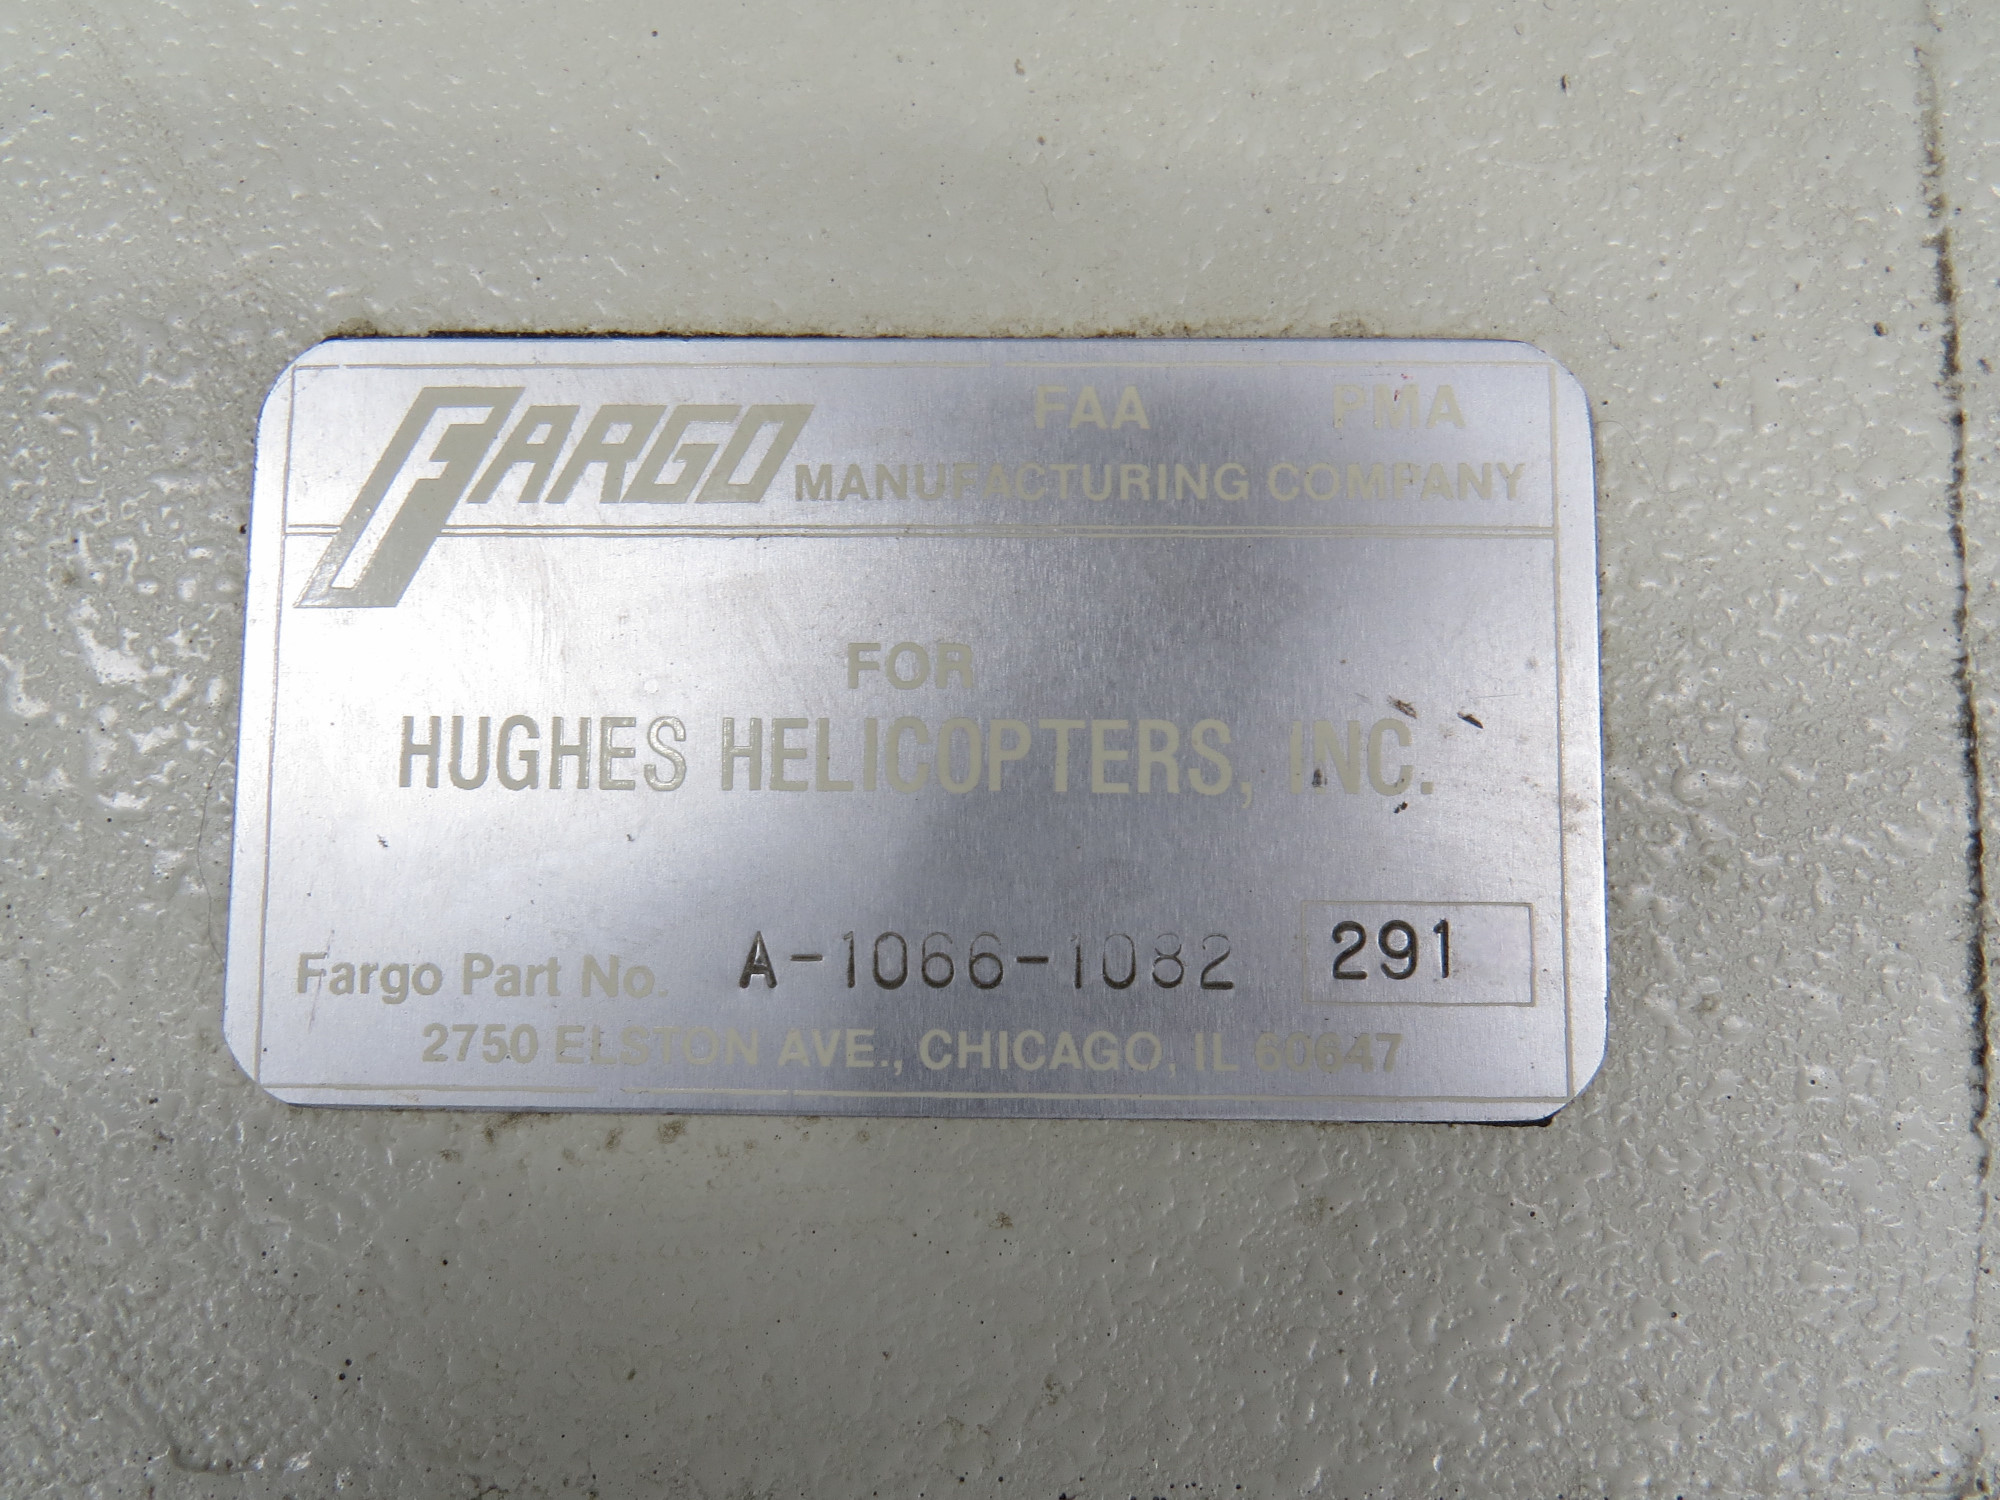 FAA PMA
FARGO MANUFACTURING COMPANY
FOR
HUGHES HELICOPTERS, INC.
Fargo Part No. A-1066-1082 291
2750 ELSTON AVE., CHICAGO, IL 60647